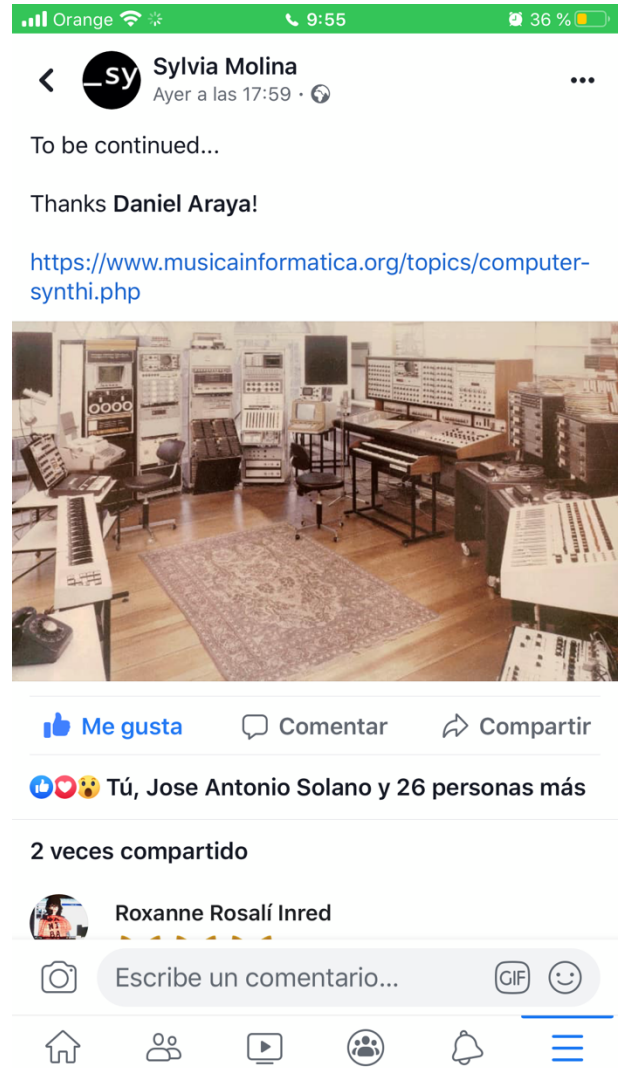 Orange 9:55 36 %
_sy
Sylvia Molina
Ayer a las 17:59 ·
To be continued...
Thanks Daniel Araya!
https://www.musicainformatica.org/topics/computer-
synthi.php
Me gusta Comentar Compartir
Tú, Jose Antonio Solano y 26 personas más
2 veces compartido
Roxanne Rosalí Inred
Escribe un comentario... GIF